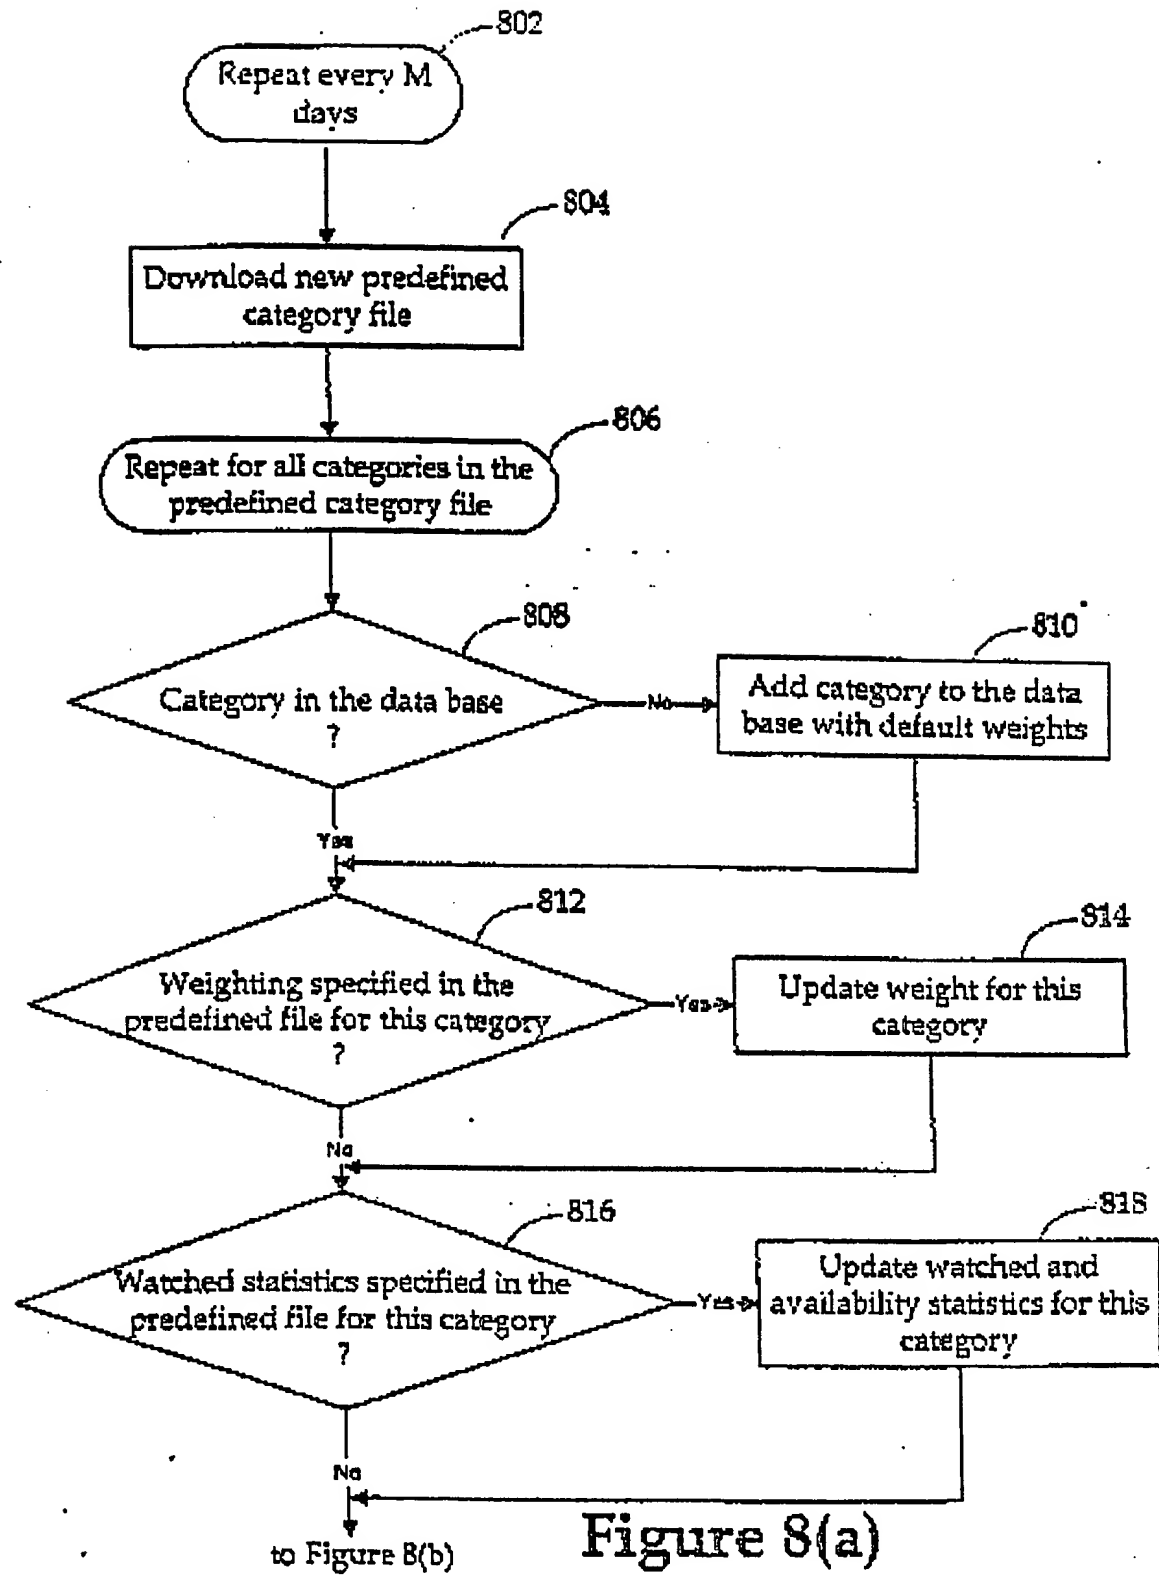 802
Repeat every M
days
804
Download new predefined
category file
806
Repeat for all categories in the
predefined category file
808
Category in the data base
?
No
810
Add category to the data
base with default weights
Yes
812
Weighting specified in the
predefined file for this category
?
Yes
814
Update weight for this
category
No
816
Watched statistics specified in the
predefined file for this category
?
Yes
818
Update watched and
availability statistics for this
category
No
to Figure 8(b)
Figure 8(a)